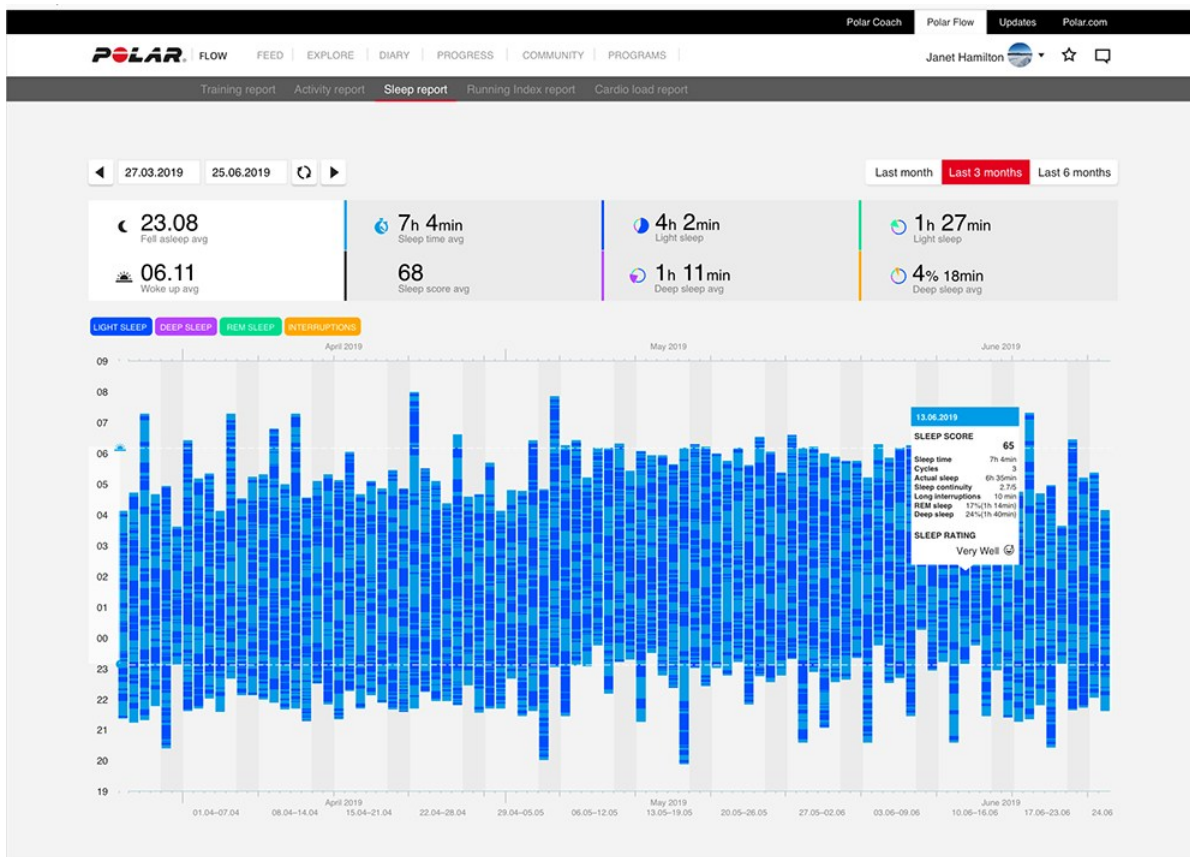 Polar Coach Polar Flow Updates Polar.com
POLAR. FLOW FEED EXPLORE DIARY PROGRESS COMMUNITY PROGRAMS Janet Hamilton
Training report Activity report Sleep report Running Index report Cardio load report
27.03.2019 25.06.2019 Last month Last 3 months Last 6 months
23.08 7h 4min 4h 2min 1h 27min
Fell asleep avg Sleep time avg Light sleep Light sleep
06.11 68 1h 11min 4% 18min
Woke up avg Sleep score avg Deep sleep avg Deep sleep avg
LIGHT SLEEP DEEP SLEEP REM SLEEP INTERRUPTIONS
April 2019 May 2019 June 2019
09
08
07
06
05
04
03
02
01
00
23
22
21
20
19
13.06.2019
SLEEP SCORE
65
Sleep time 7h 4min
Cycles 3
Actual sleep 6h 35min
Sleep continuity 2.7/5
Long interruptions 10 min
REM sleep 17%(1h 14min)
Deep sleep 24%(1h 40min)
SLEEP RATING
Very Well
April 2019 May 2019 June 2019
01.04–07.04 08.04–14.04 15.04–21.04 22.04–28.04 29.04–05.05 06.05–12.05 13.05–19.05 20.05–26.05 27.05–02.06 03.06–09.06 10.06–16.06 17.06–23.06 24.06